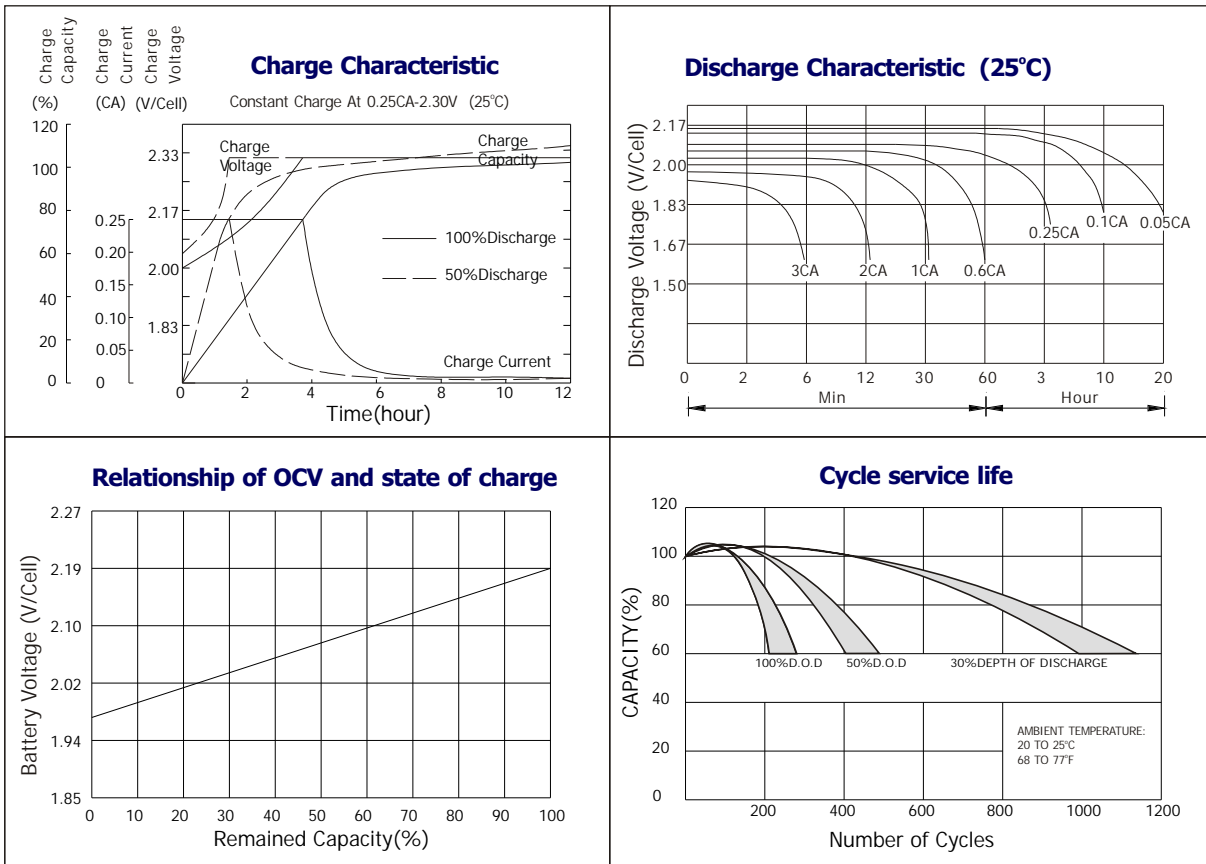 Charge
Capacity
Charge
Current
Charge
Voltage
(%)
(CA)
(V/Cell)
Charge Characteristic
Constant Charge At 0.25CA-2.30V (25°C)
120
100
80
60
40
20
0
0.25
0.20
0.15
0.10
0.05
0
2.33
2.17
2.00
1.83
Charge
Voltage
Charge
Capacity
100%Discharge
50%Discharge
Charge Current
0 2 4 6 8 10 12
Time(hour)
Discharge Characteristic (25°C)
Discharge Voltage (V/Cell)
2.17
2.00
1.83
1.67
1.50
3CA
2CA
1CA
0.6CA
0.25CA
0.1CA
0.05CA
0 2 6 12 30 60 3 10 20
Min
Hour
Relationship of OCV and state of charge
Battery Voltage (V/Cell)
2.27
2.19
2.10
2.02
1.94
1.85
0 10 20 30 40 50 60 70 80 90 100
Remained Capacity(%)
Cycle service life
CAPACITY(%)
120
100
80
60
40
20
0
100%D.O.D
50%D.O.D
30%DEPTH OF DISCHARGE
AMBIENT TEMPERATURE:
20 TO 25°C
68 TO 77°F
200 400 600 800 1000 1200
Number of Cycles